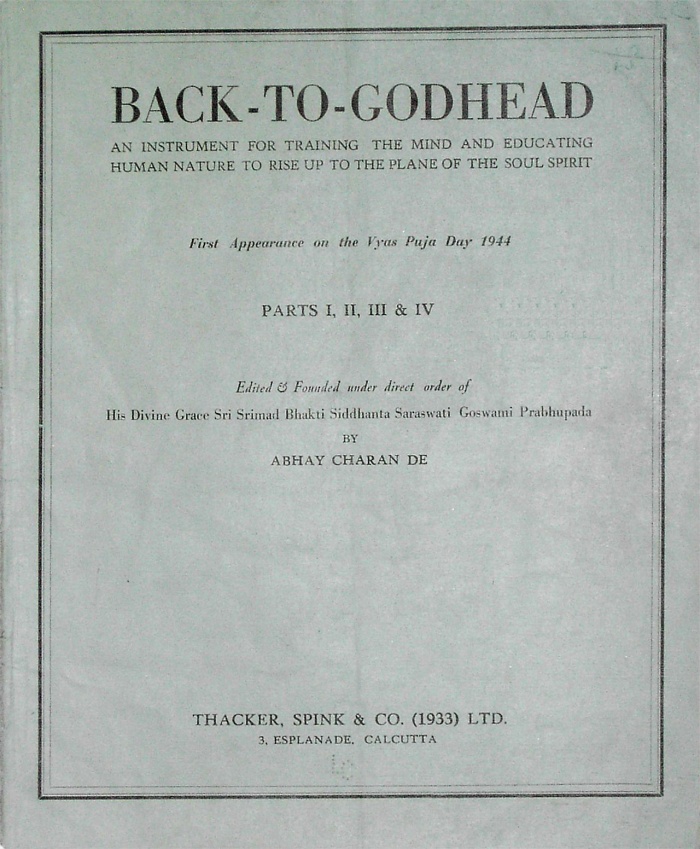 BACK-TO-GODHEAD
AN INSTRUMENT FOR TRAINING THE MIND AND EDUCATING
HUMAN NATURE TO RISE UP TO THE PLANE OF THE SOUL SPIRIT
First Appearance on the Vyas Puja Day 1944
PARTS I, II, III & IV
Edited & Founded under direct order of
His Divine Grace Sri Srimad Bhakti Siddhanta Saraswati Goswami Prabhupada
BY
ABHAY CHARAN DE
THACKER, SPINK & CO. (1933) LTD.
3, ESPLANADE, CALCUTTA